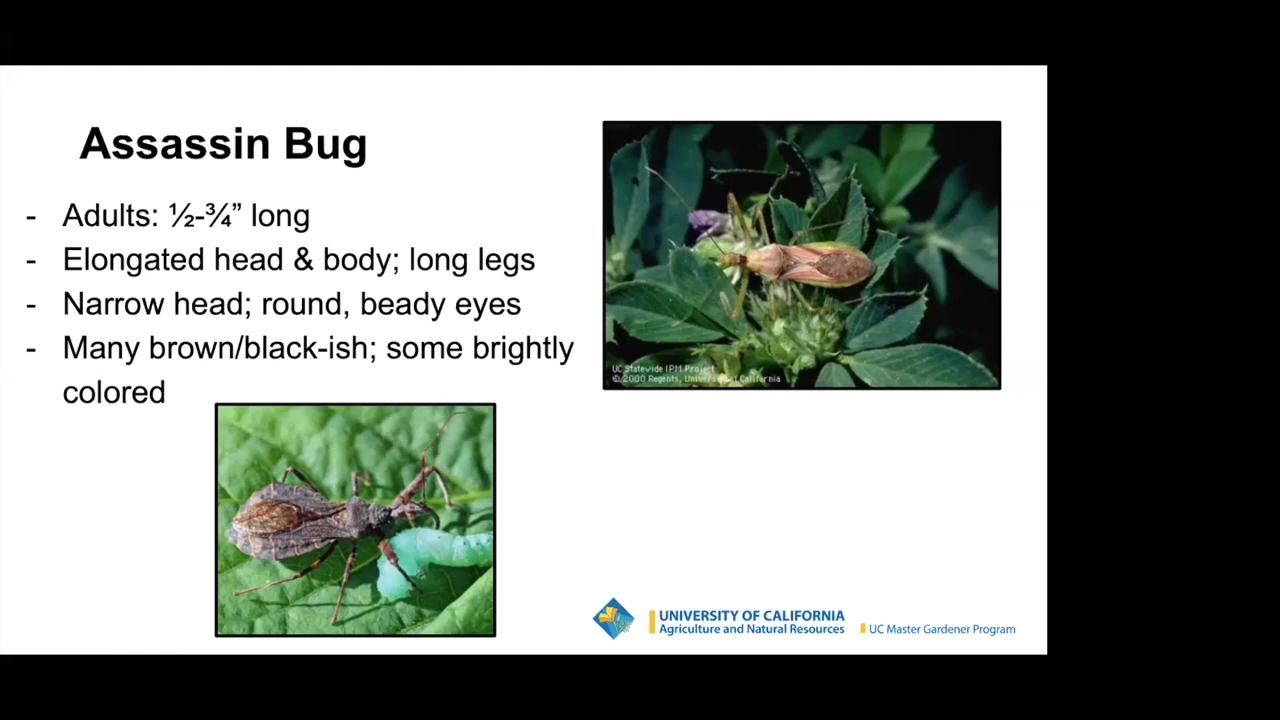 Assassin Bug
- Adults: ½-¾” long
- Elongated head & body; long legs
- Narrow head; round, beady eyes
- Many brown/black-ish; some brightly
colored
UC Statewide IPM Project
© 2000 Regents, University of California
UNIVERSITY OF CALIFORNIA
Agriculture and Natural Resources
UC Master Gardener Program